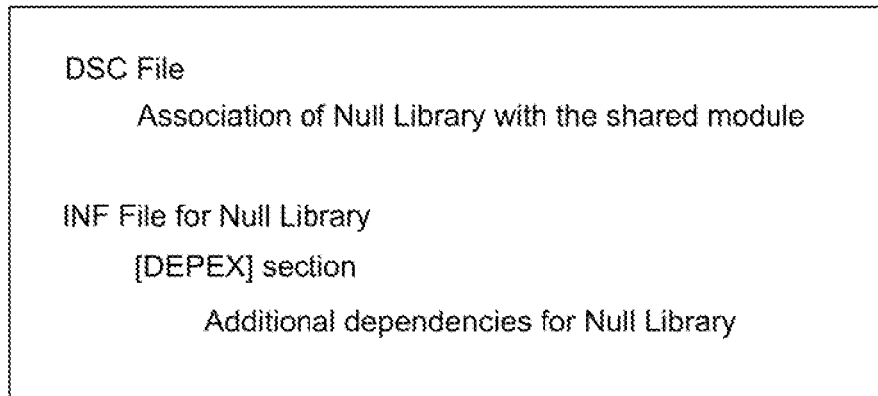 DSC File
Association of Null Library with the shared module
INF File for Null Library
[DEPEX] section
Additional dependencies for Null Library